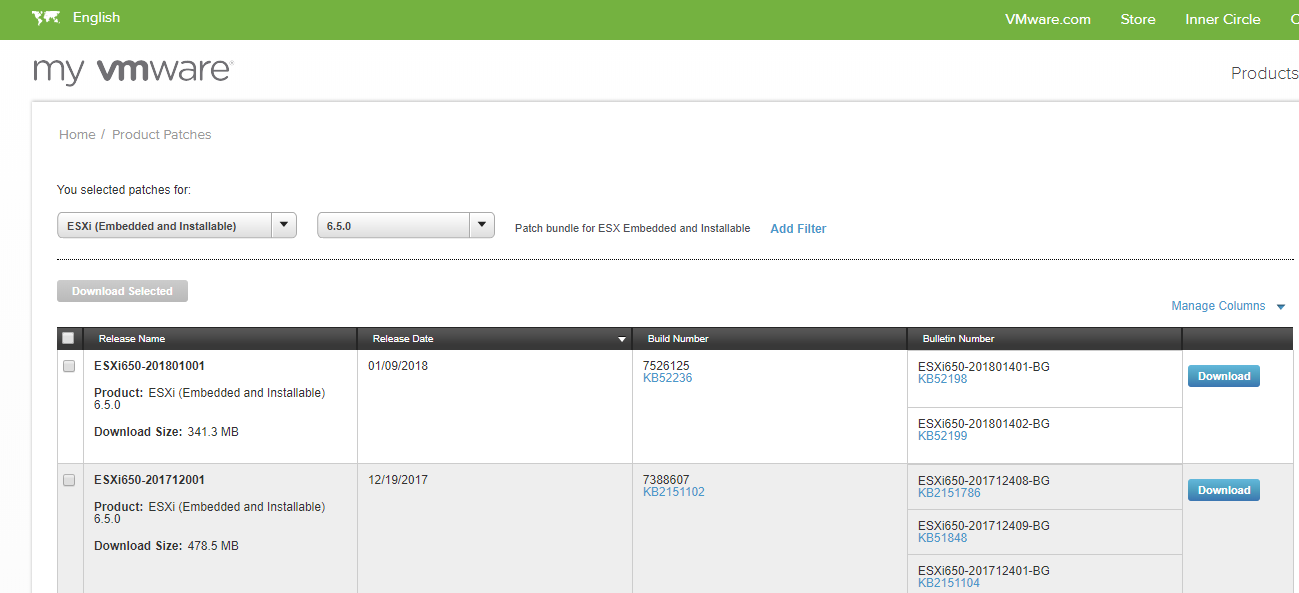 English
VMware.com Store Inner Circle
my vmware
Products
Home / Product Patches
You selected patches for:
ESXi (Embedded and Installable) 6.5.0 Patch bundle for ESX Embedded and Installable Add Filter
Download Selected
Manage Columns
Release Name Release Date Build Number Bulletin Number
ESXi650-201801001 01/09/2018 7526125 ESXi650-201801401-BG
KB52236 KB52198
Download
Product: ESXi (Embedded and Installable)
6.5.0
ESXi650-201801402-BG
Download Size: 341.3 MB KB52199
ESXi650-201712001 12/19/2017 7388607 ESXi650-201712408-BG
KB2151102 KB2151786
Download
Product: ESXi (Embedded and Installable)
6.5.0
ESXi650-201712409-BG
KB51848
Download Size: 478.5 MB
ESXi650-201712401-BG
KB2151104